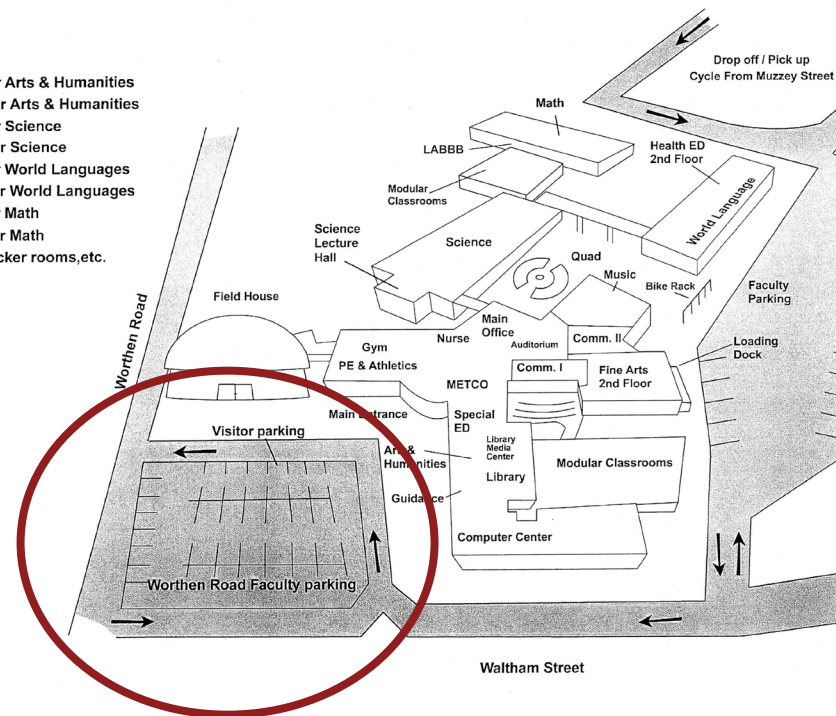 Drop off / Pick up
Cycle From Muzzey Street
Arts & Humanities
Arts & Humanities
Science
Science
World Languages
World Languages
Math
Math
rooms,etc.
Math
LABBB
Health ED
2nd Floor
Modular
Classrooms
World Language
Science
Lecture
Hall
Science
Quad
Music
Bike Rack
Faculty
Parking
Field House
Worthen Road
Main
Office
Nurse
Auditorium
Comm. II
Loading
Dock
Gym
PE & Athletics
Comm. I
Fine Arts
2nd Floor
METCO
Main Entrance
Special
ED
Visitor parking
Library
Media
Center
Arts &
Humanities
Modular Classrooms
Library
Guidance
Computer Center
Worthen Road Faculty parking
Waltham Street